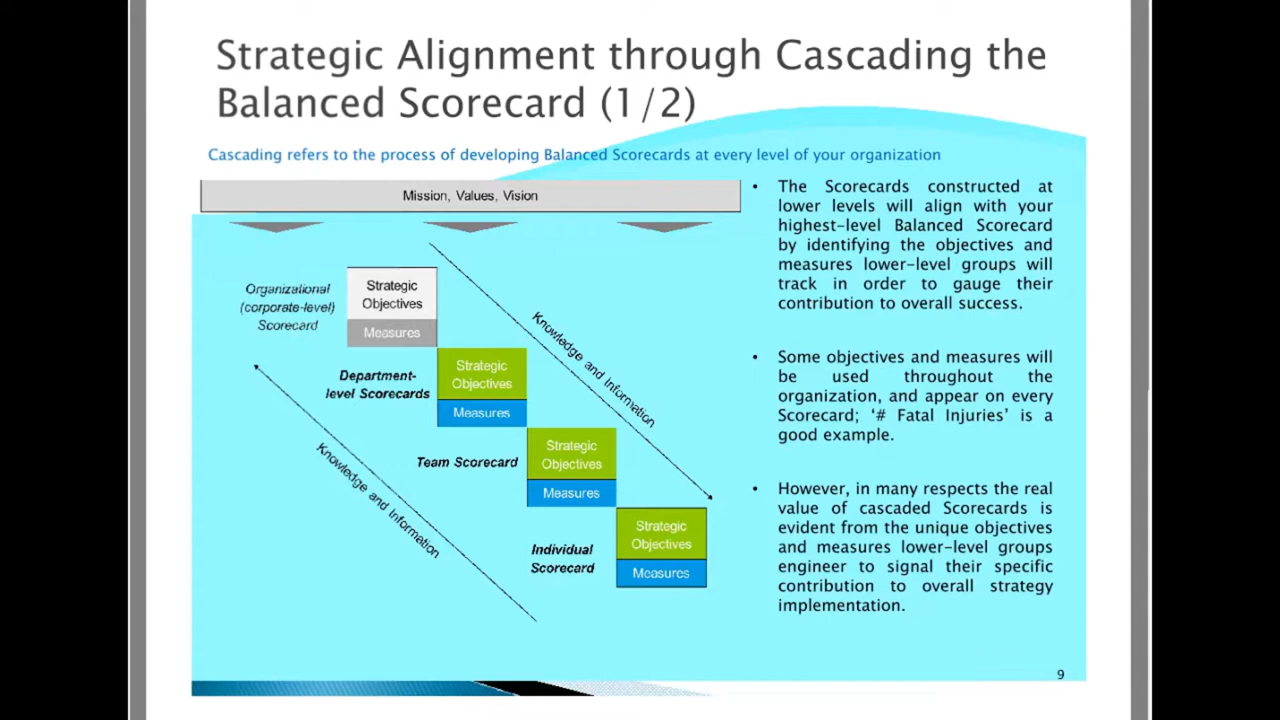 Strategic Alignment through Cascading the
Balanced Scorecard (1/2)
Cascading refers to the process of developing Balanced Scorecards at every level of your organization
Mission, Values, Vision
Organizational
(corporate-level)
Scorecard
Strategic
Objectives
Measures
Department-
level Scorecards
Strategic
Objectives
Measures
Team Scorecard
Strategic
Objectives
Measures
Individual
Scorecard
Strategic
Objectives
Measures
Knowledge and Information
Knowledge and Information
• The Scorecards constructed at
lower levels will align with your
highest-level Balanced Scorecard
by identifying the objectives and
measures lower-level groups will
track in order to gauge their
contribution to overall success.
• Some objectives and measures will
be used throughout the
organization, and appear on every
Scorecard; ‘# Fatal Injuries’ is a
good example.
• However, in many respects the real
value of cascaded Scorecards is
evident from the unique objectives
and measures lower-level groups
engineer to signal their specific
contribution to overall strategy
implementation.
9